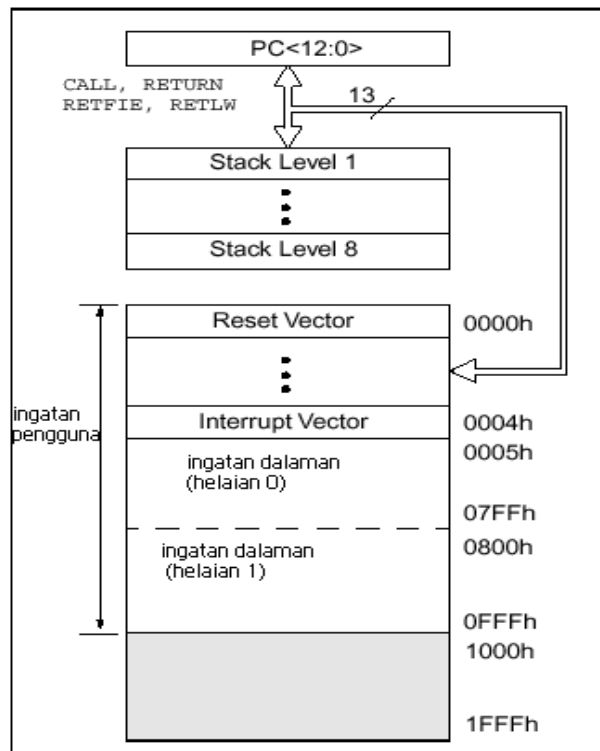 PC<12:0>
CALL, RETURN
RETFIE, RETLW
13
Stack Level 1
Stack Level 8
Reset Vector
0000h
ingatan
pengguna
Interrupt Vector
0004h
0005h
ingatan dalaman
(helaian 0)
07FFh
0800h
ingatan dalaman
(helaian 1)
0FFFh
1000h
1FFFh